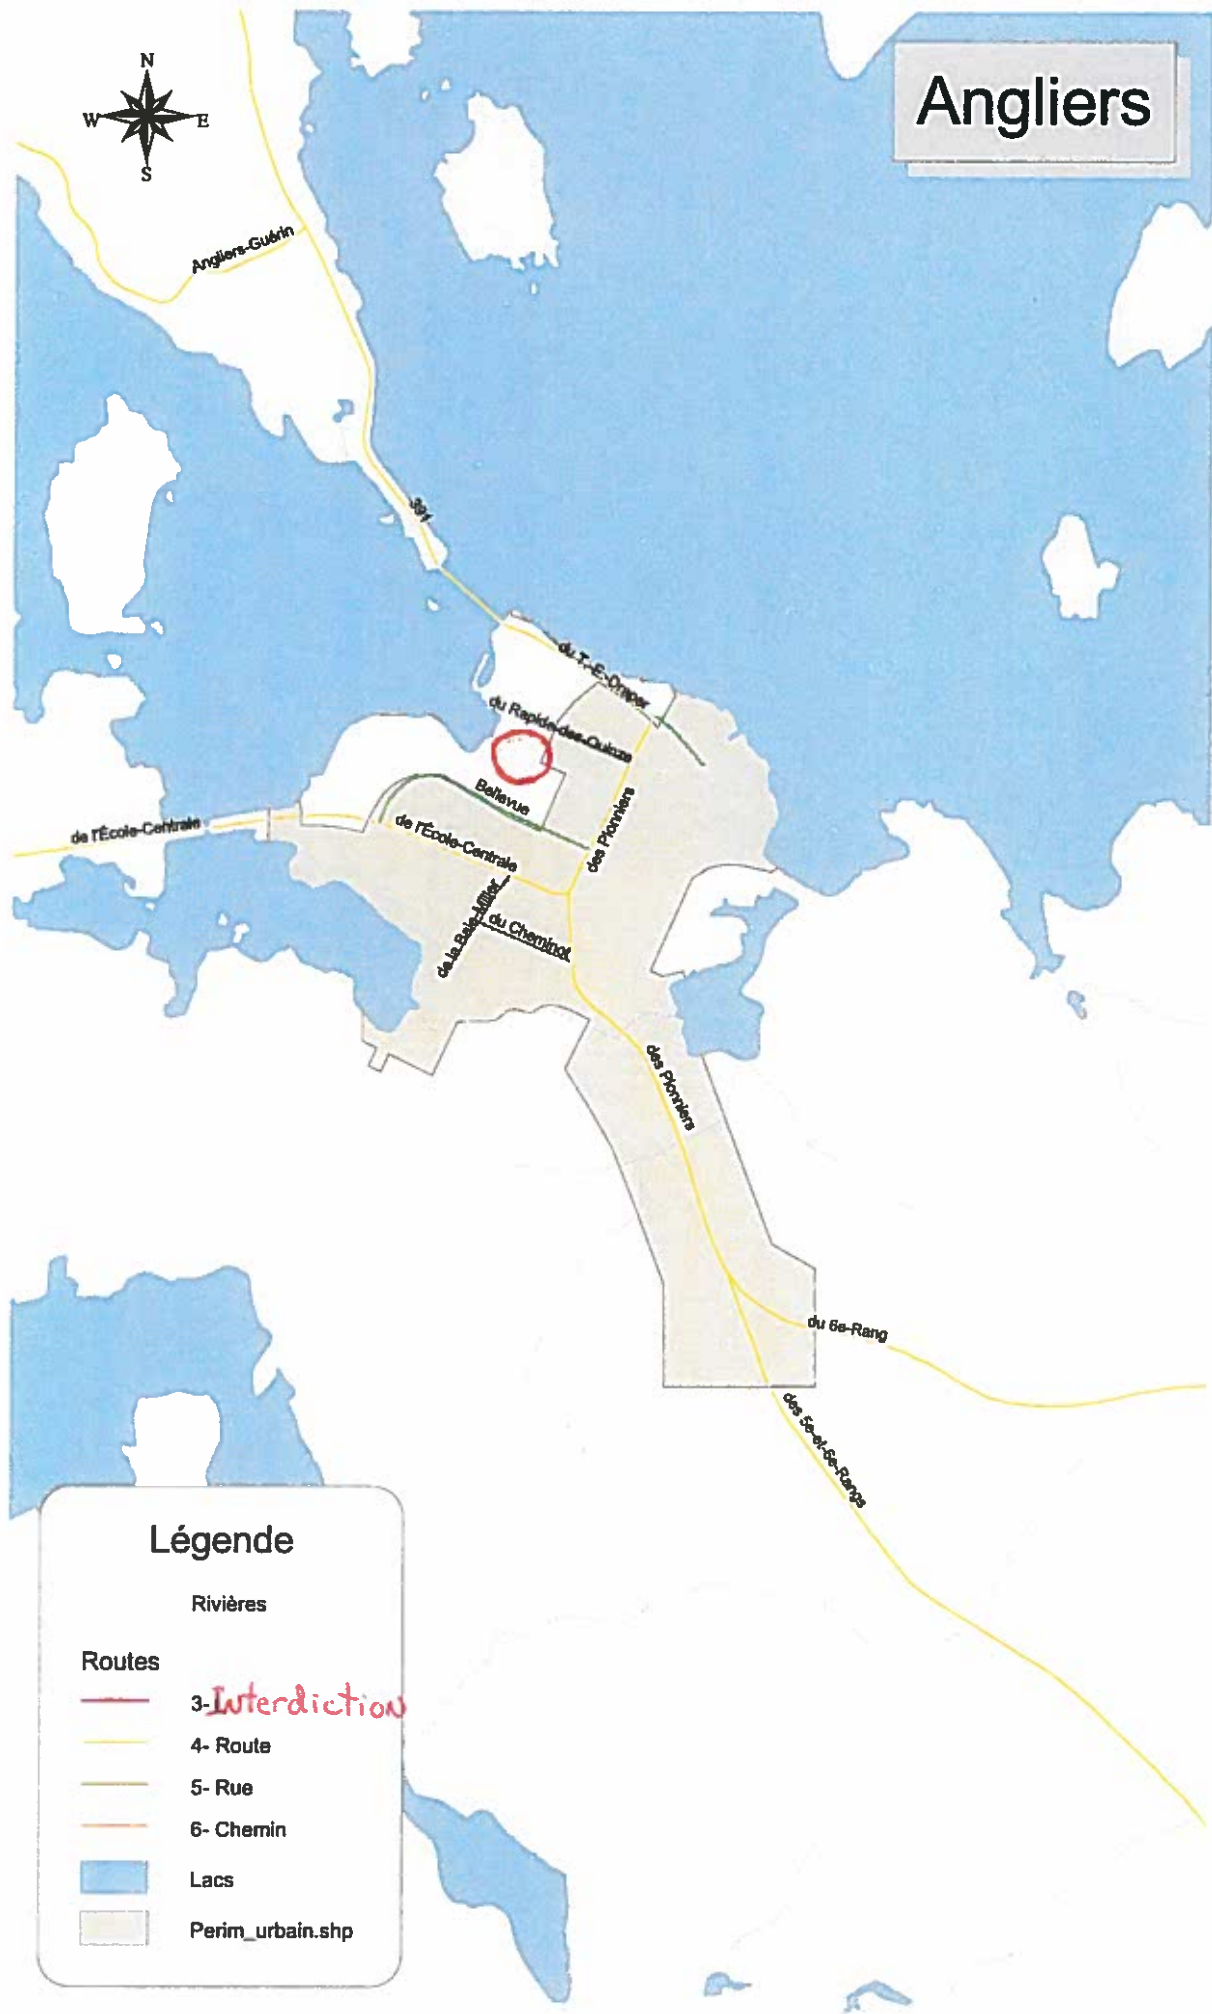 Angliers
N
W E
S
Angliers-Guérin
391
du T.-E.-Draper
du Rapide-des-Quinze
Bellevue
des Pionniers
de l'École-Centrale
de l'École-Centrale
de la Baie-Miller
du Cheminot
des Pionniers
du 6e-Rang
des 5e-et-6e-Rangs
Légende
Rivières
Routes
3-Interdiction
4- Route
5- Rue
6- Chemin
Lacs
Perim_urbain.shp